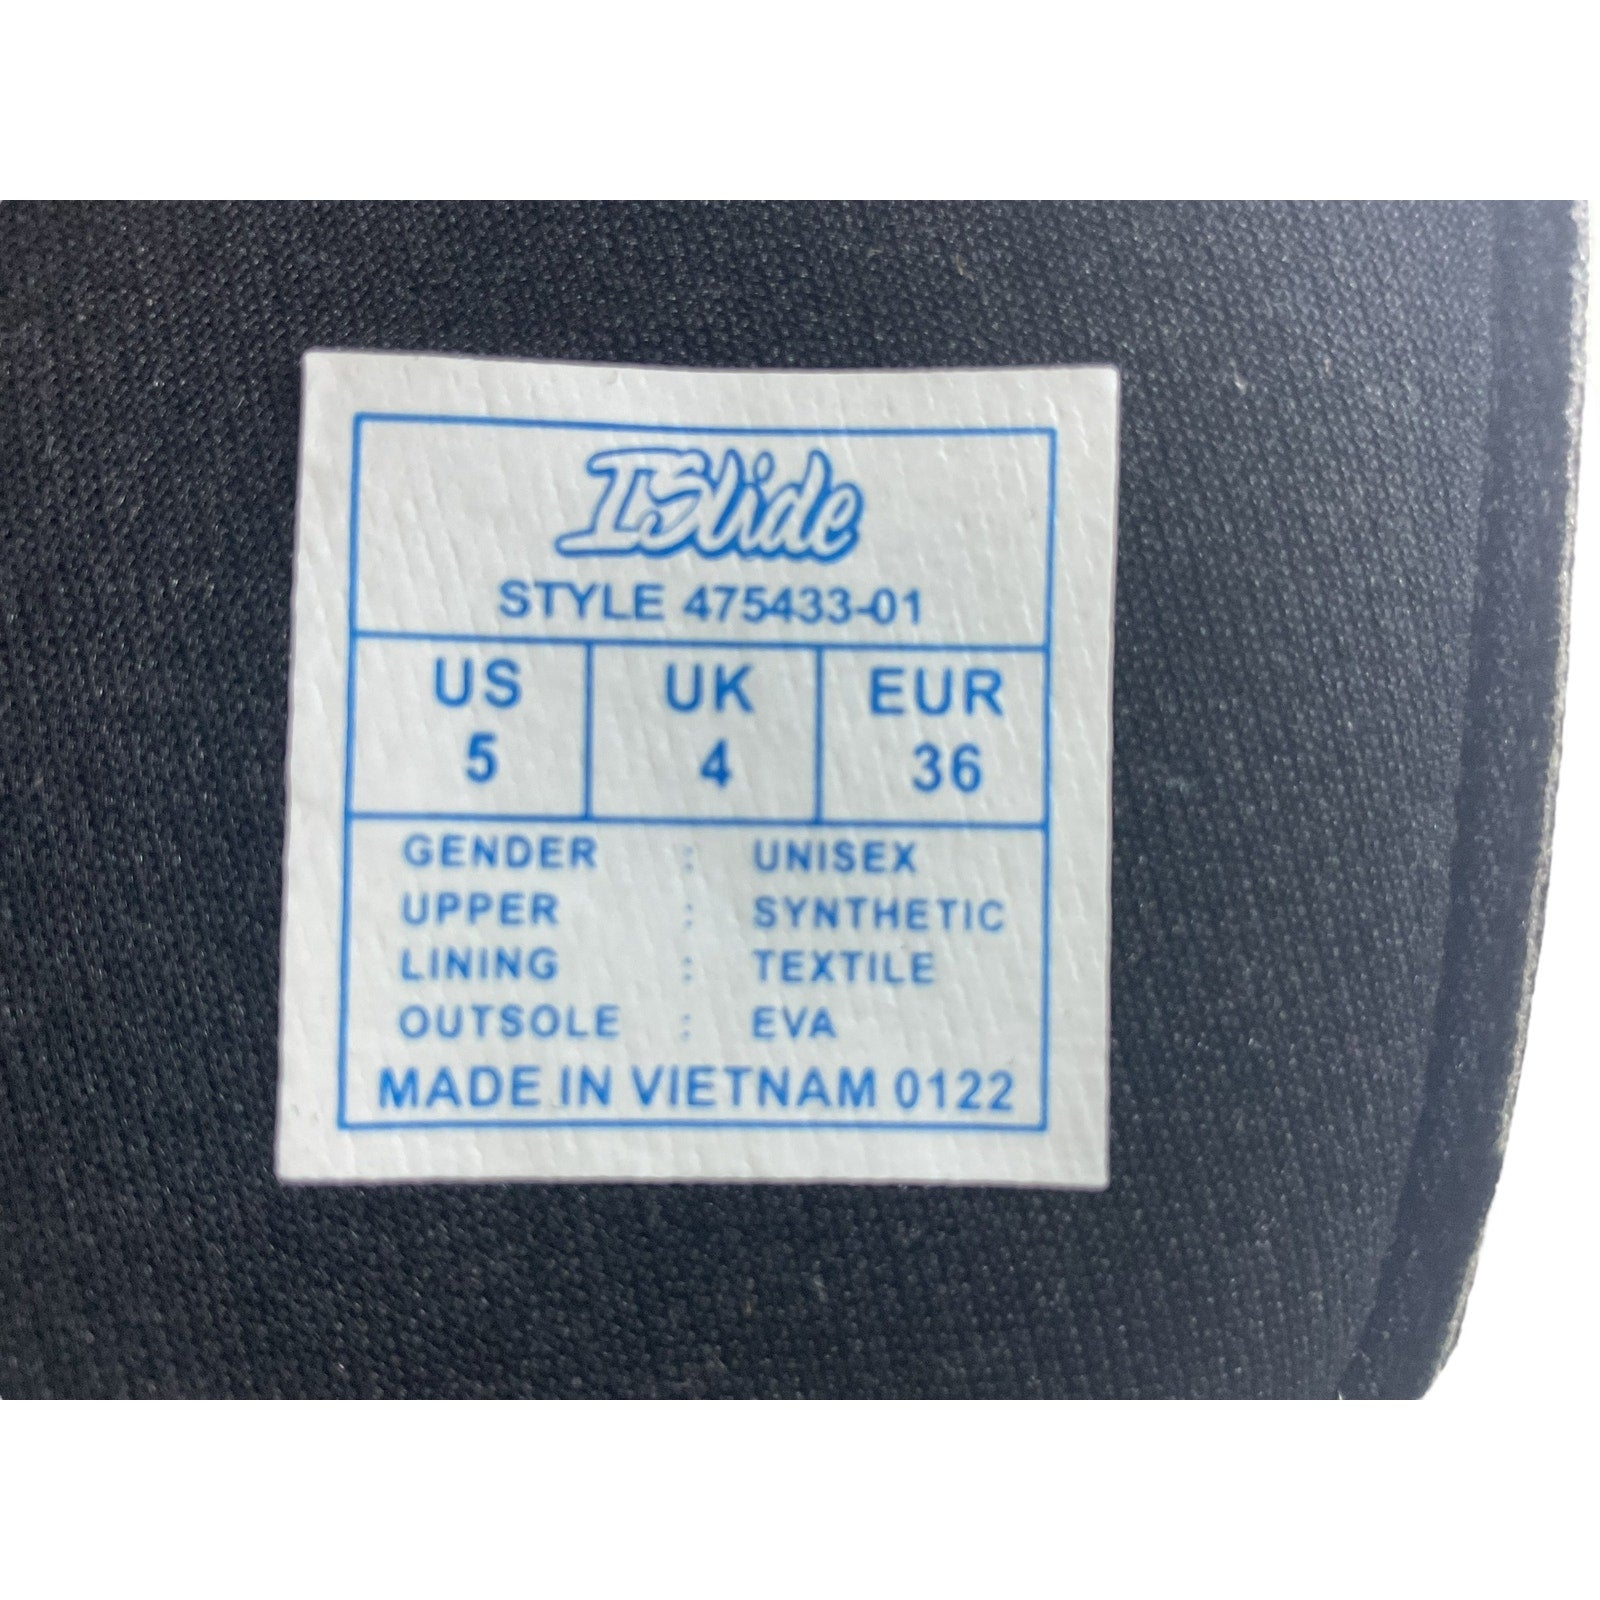 ISlide
STYLE 475433-01
US UK EUR
5 4 36
GENDER : UNISEX
UPPER : SYNTHETIC
LINING : TEXTILE
OUTSOLE : EVA
MADE IN VIETNAM 0122